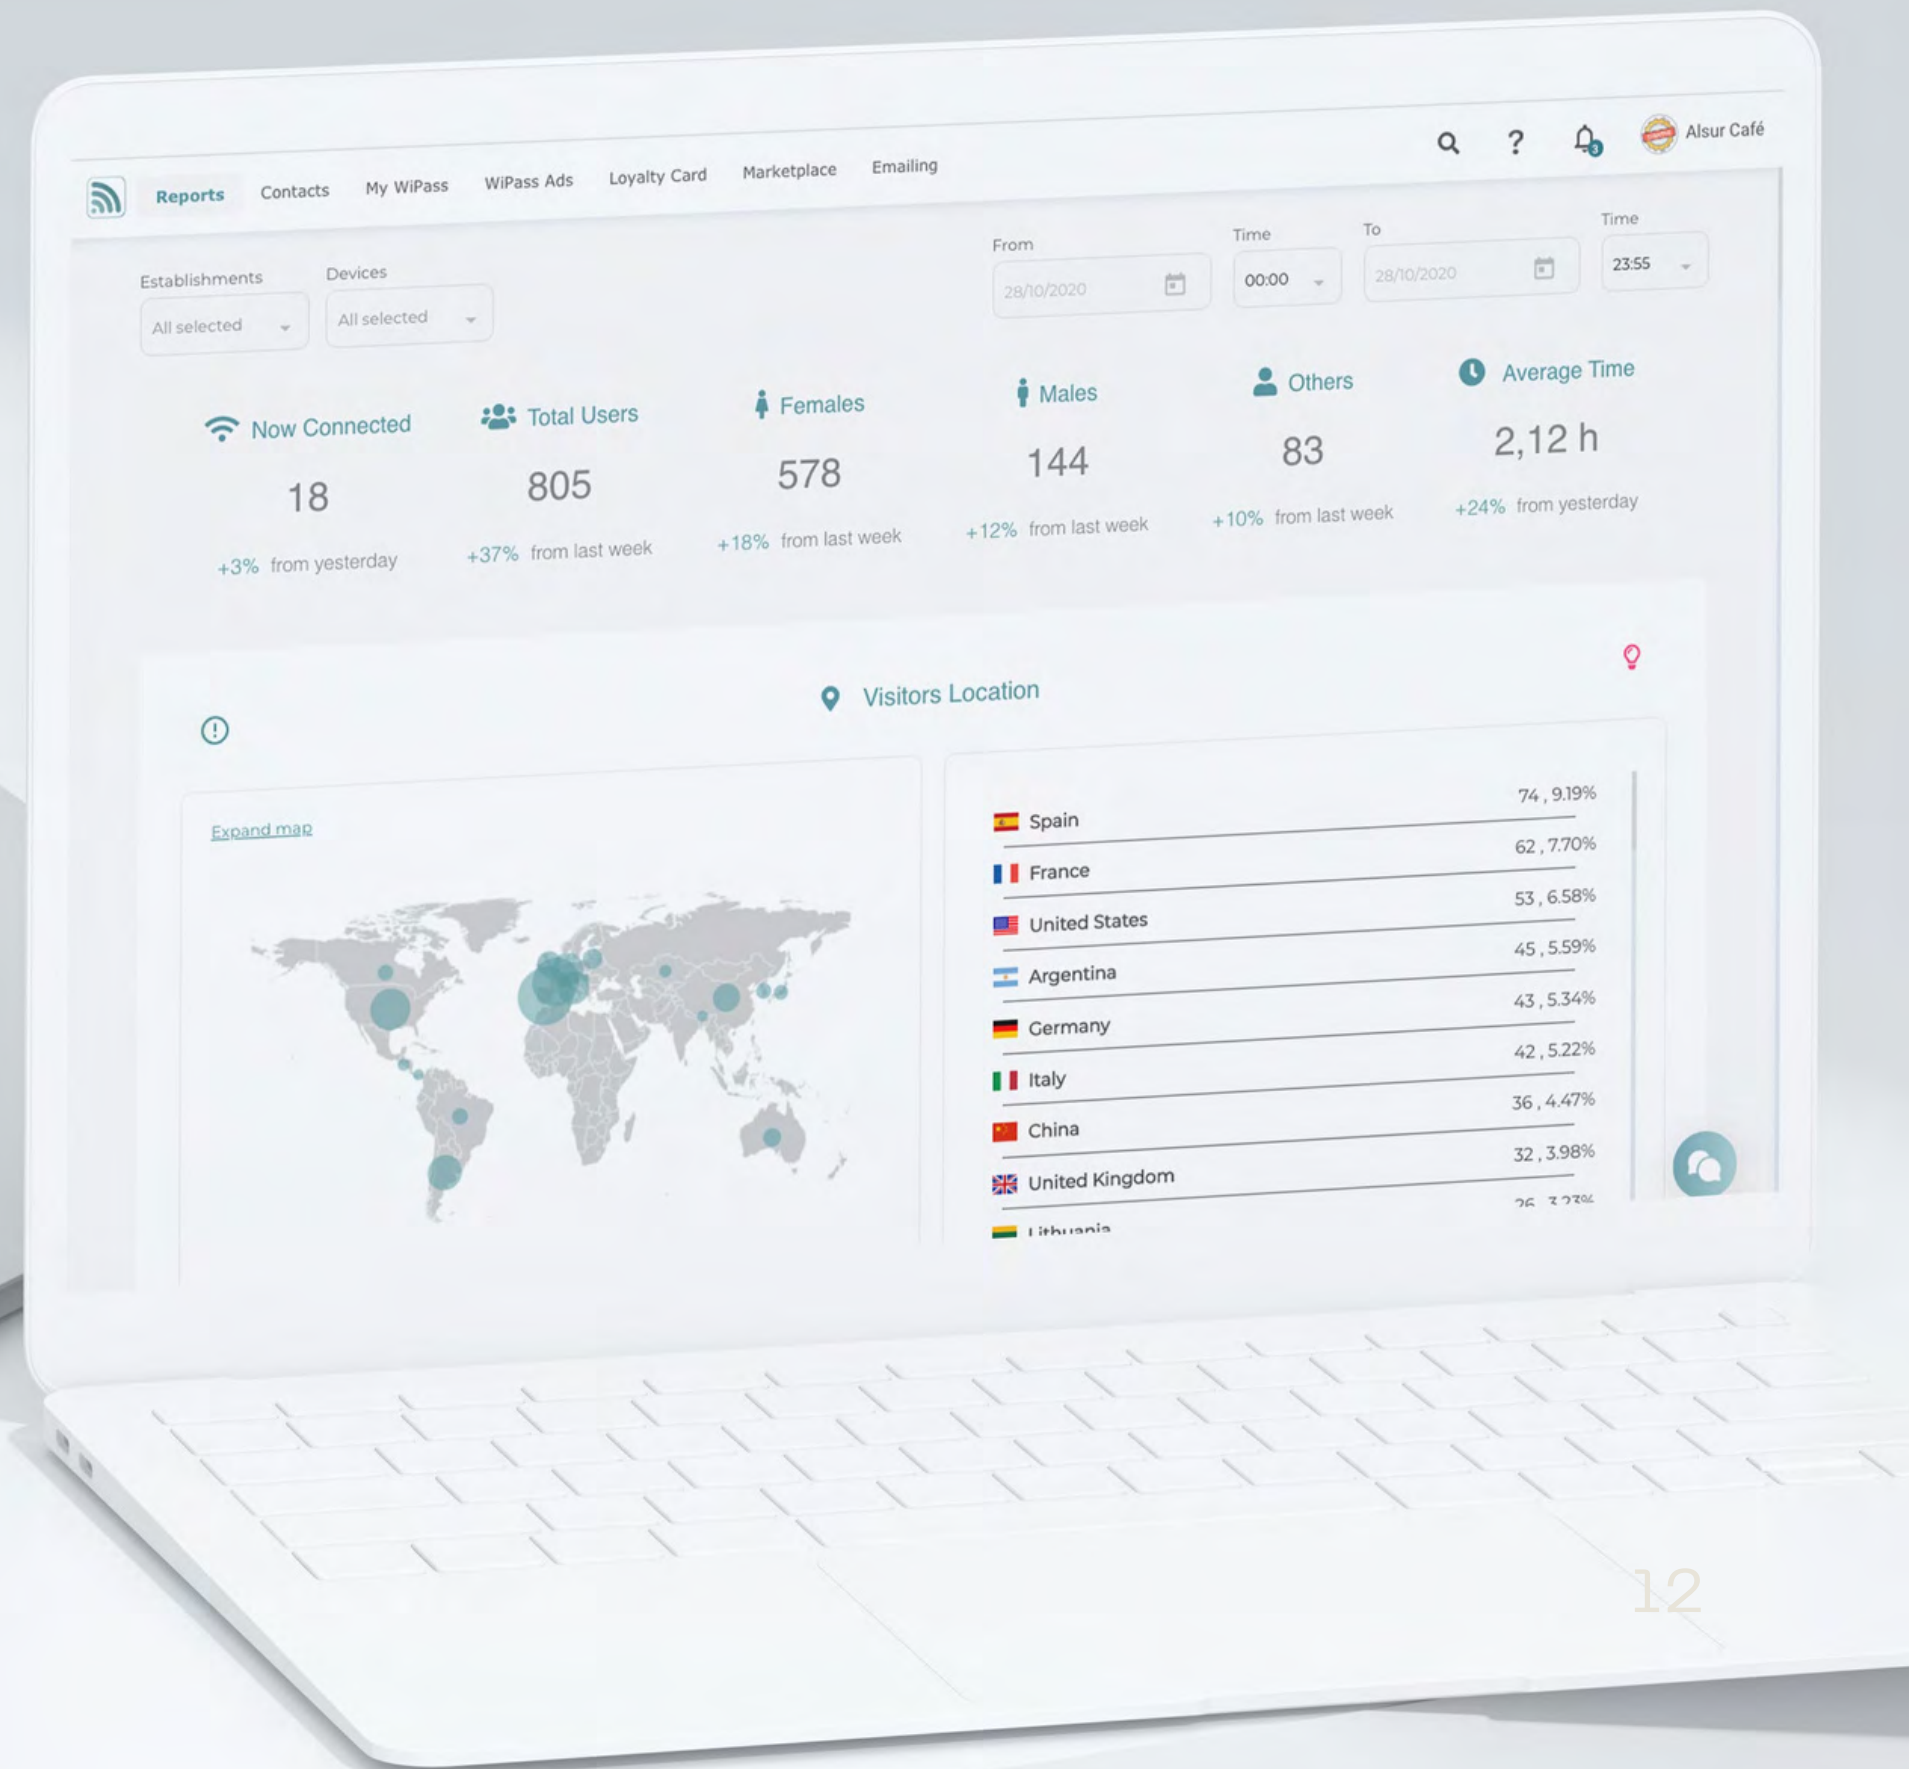 Reports Contacts My WiPass WiPass Ads Loyalty Card Marketplace Emailing
3 Alsur Café
Establishments Devices From Time To Time
All selected All selected 28/10/2020 00:00 28/10/2020 23:55
Now Connected Total Users Females Males Others Average Time
18 805 578 144 83 2,12 h
+3% from yesterday +37% from last week +18% from last week +12% from last week +10% from last week +24% from yesterday
Visitors Location
Expand map
Spain 74 , 9.19%
France 62 , 7.70%
United States 53 , 6.58%
Argentina 45 , 5.59%
Germany 43 , 5.34%
Italy 42 , 5.22%
China 36 , 4.47%
United Kingdom 32 , 3.98%
Lithuania 26 3.23%
12